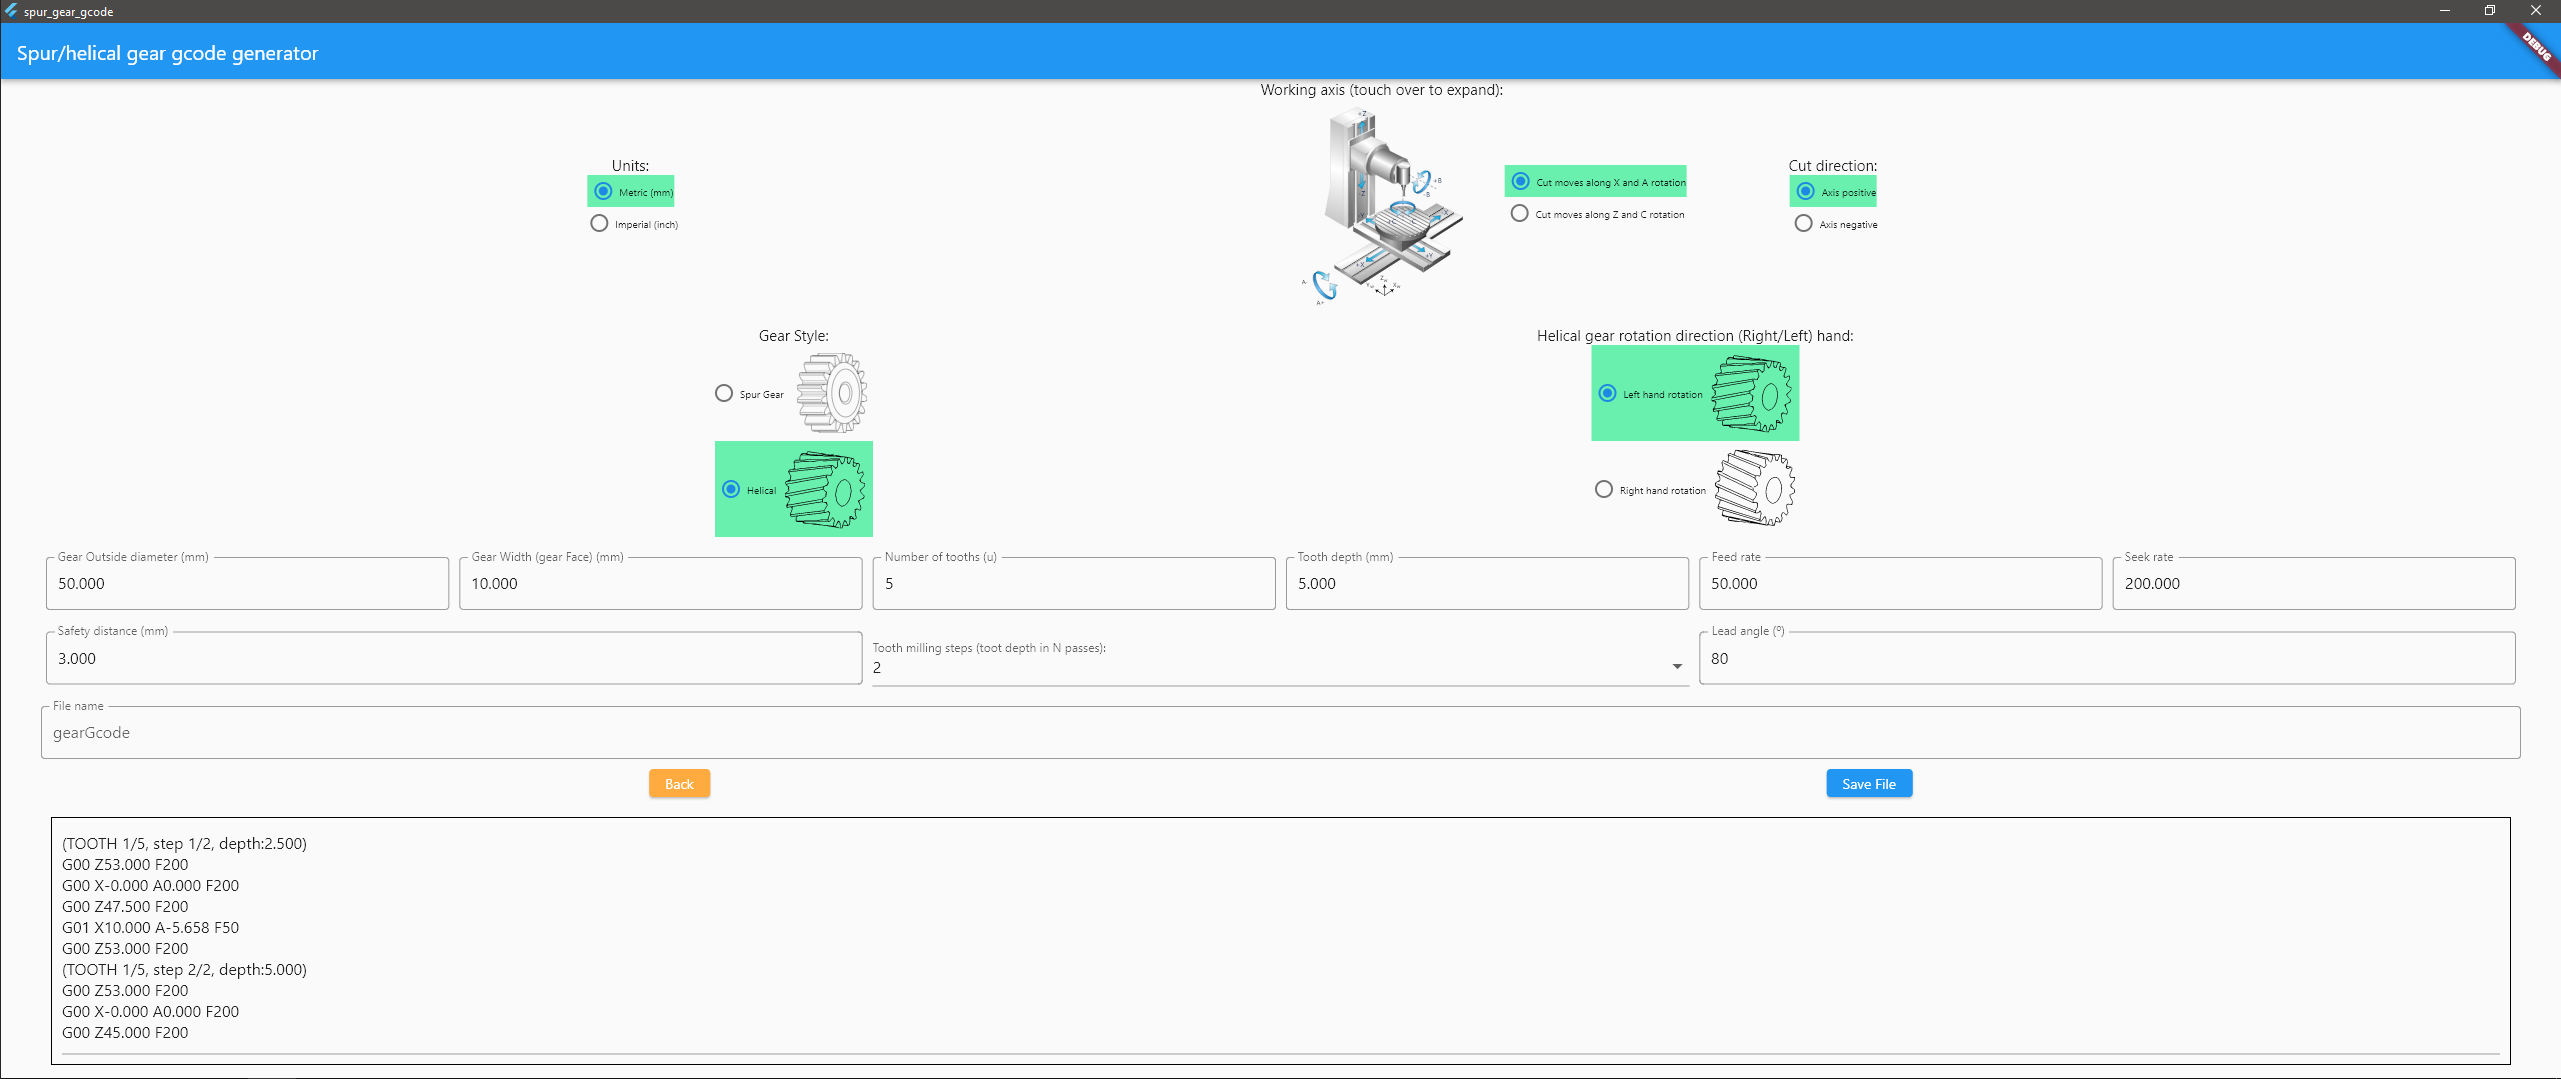 spur_gear_gcode
Spur/helical gear gcode generator
DEBUG
Working axis (touch over to expand):
Units:
Metric (mm)
Imperial (inch)
Cut moves along X and A rotation
Cut moves along Z and C rotation
Cut direction:
Axis positive
Axis negative
Gear Style:
Spur Gear
Helical
Helical gear rotation direction (Right/Left) hand:
Left hand rotation
Right hand rotation
Gear Outside diameter (mm)
50.000
Gear Width (gear Face) (mm)
10.000
Number of tooths (u)
5
Tooth depth (mm)
5.000
Feed rate
50.000
Seek rate
200.000
Safety distance (mm)
3.000
Tooth milling steps (toot depth in N passes):
2
Lead angle (º)
80
File name
gearGcode
Back
Save File
(TOOTH 1/5, step 1/2, depth:2.500)
G00 Z53.000 F200
G00 X-0.000 A0.000 F200
G00 Z47.500 F200
G01 X10.000 A-5.658 F50
G00 Z53.000 F200
(TOOTH 1/5, step 2/2, depth:5.000)
G00 Z53.000 F200
G00 X-0.000 A0.000 F200
G00 Z45.000 F200